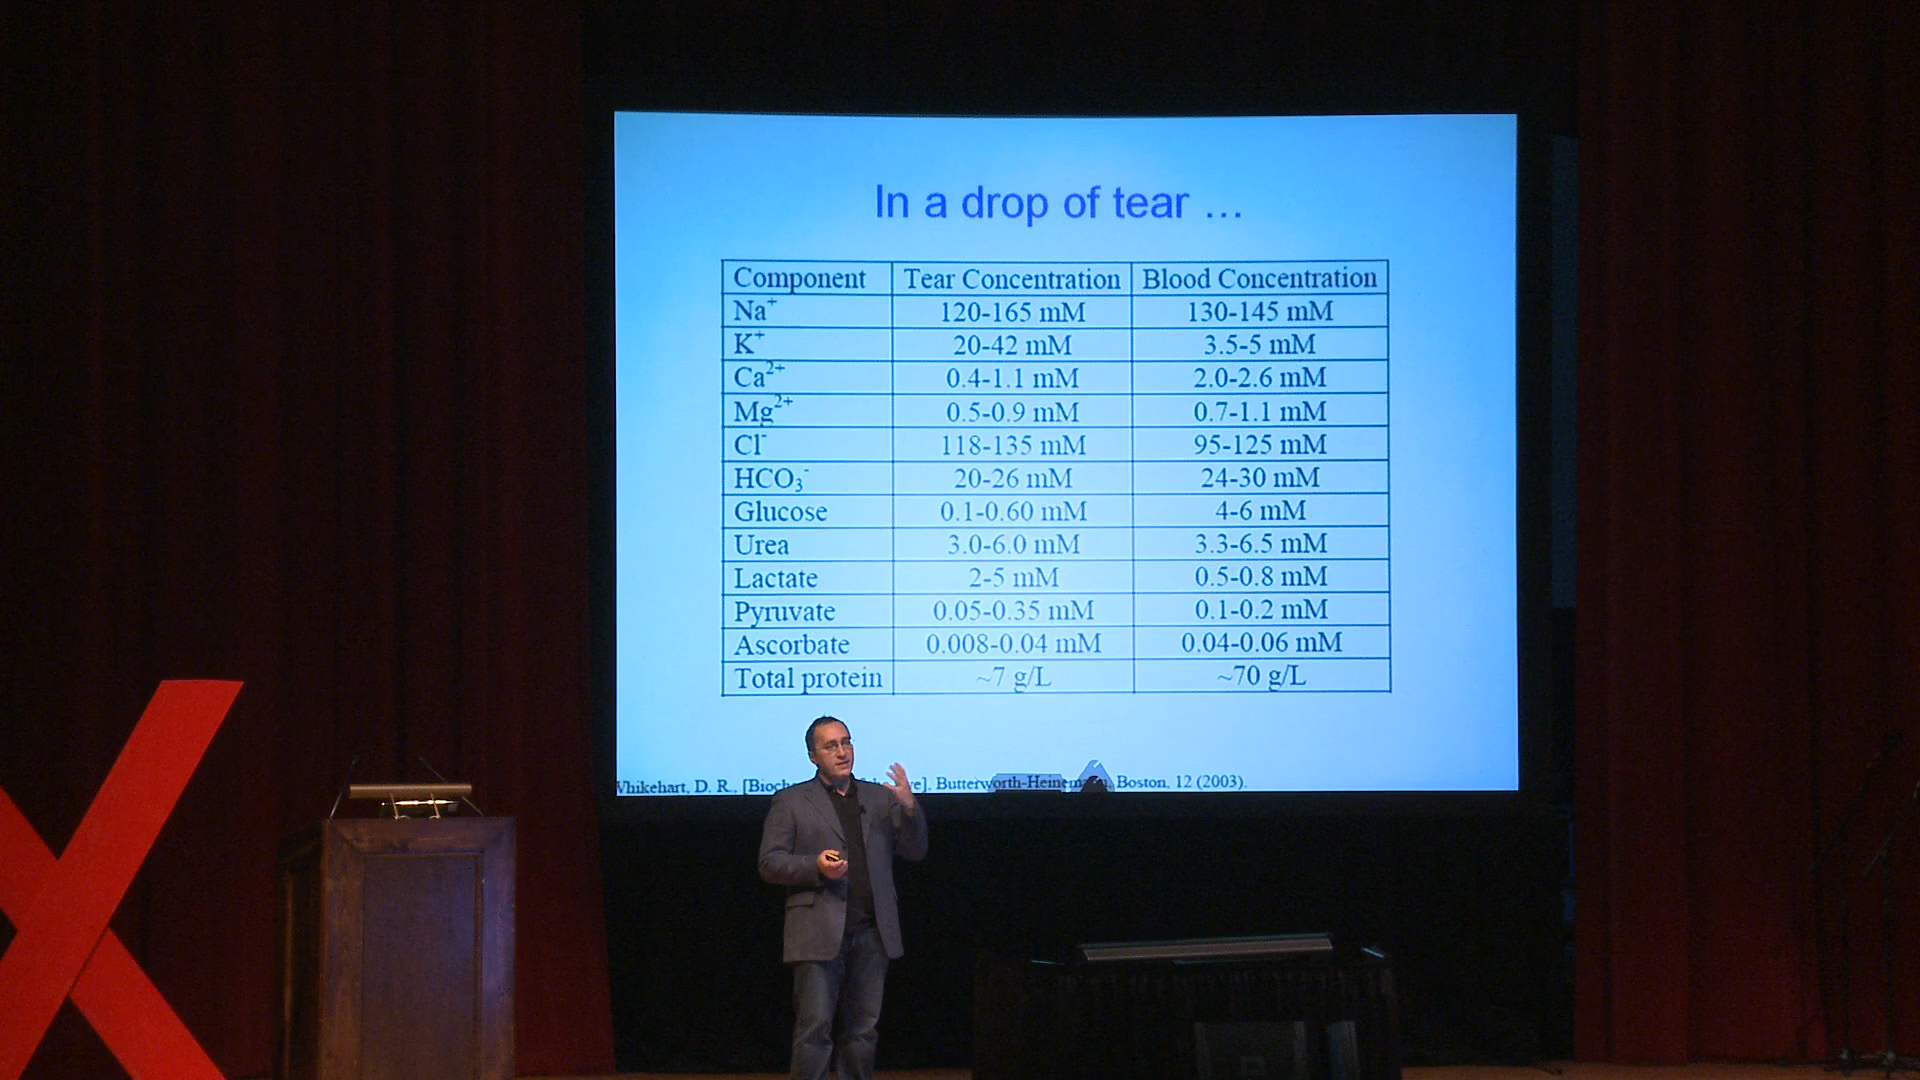 In a drop of tear ...
Component Tear Concentration Blood Concentration
Na⁺ 120-165 mM 130-145 mM
K⁺ 20-42 mM 3.5-5 mM
Ca²⁺ 0.4-1.1 mM 2.0-2.6 mM
Mg²⁺ 0.5-0.9 mM 0.7-1.1 mM
Cl⁻ 118-135 mM 95-125 mM
HCO₃⁻ 20-26 mM 24-30 mM
Glucose 0.1-0.60 mM 4-6 mM
Urea 3.0-6.0 mM 3.3-6.5 mM
Lactate 2-5 mM 0.5-0.8 mM
Pyruvate 0.05-0.35 mM 0.1-0.2 mM
Ascorbate 0.008-0.04 mM 0.04-0.06 mM
Total protein ~7 g/L ~70 g/L
D. R., Butterworth-Heinemann, Boston, 12 (2003).
X